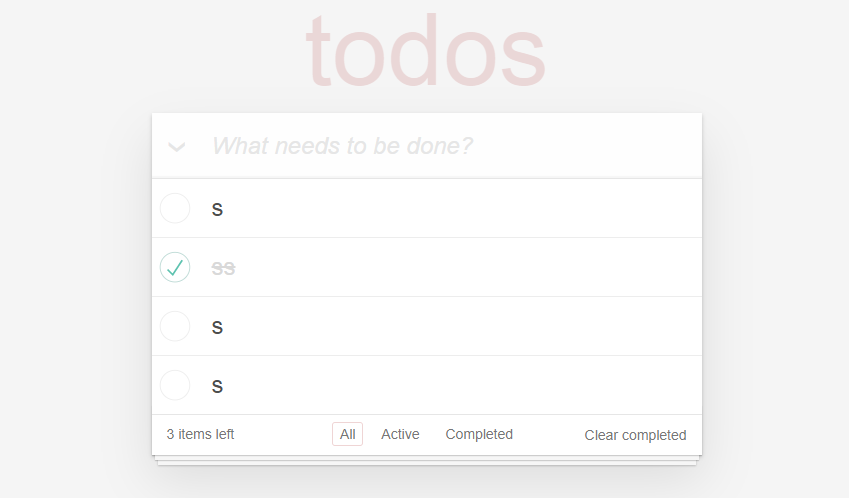 todos
What needs to be done?
s
ss
s
s
3 items left All Active Completed Clear completed